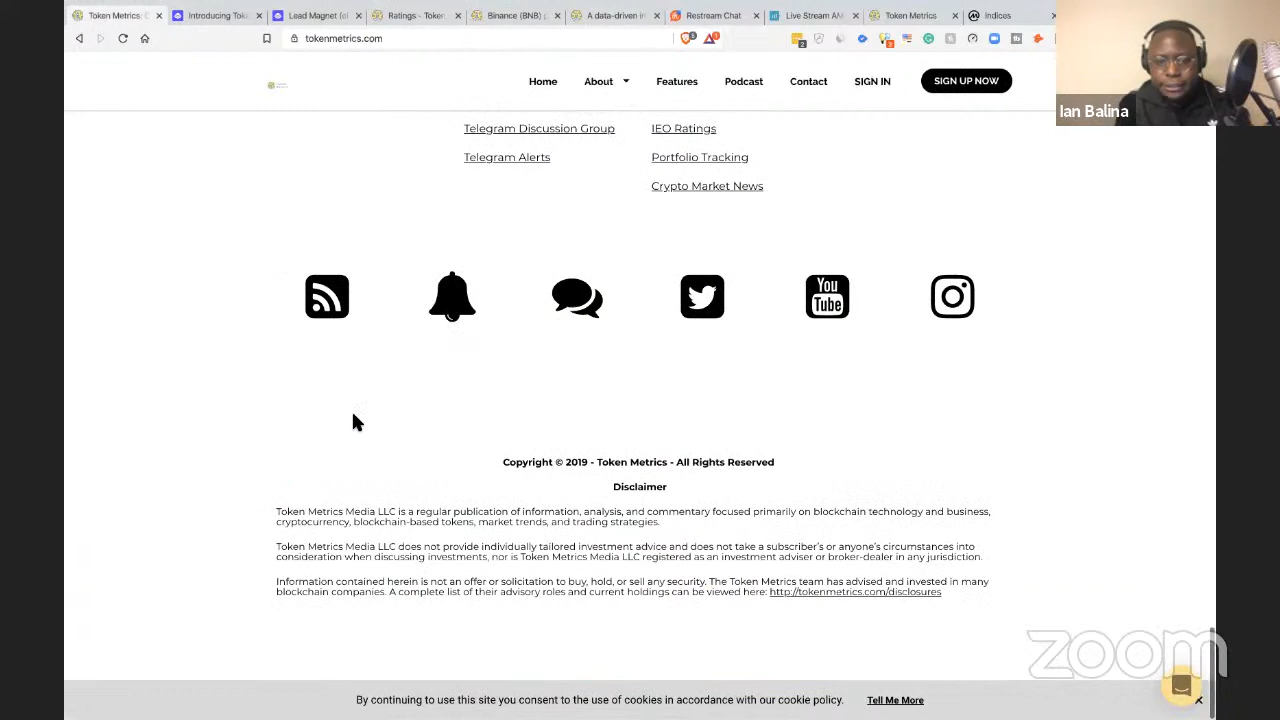 Token Metrics
Introducing Token
Lead Magnet (
Ratings - Token
Binance (BNB)
A data-driven in
Restream Chat
Live Stream AMA
Token Metrics
Indices
tokenmetrics.com
Home
About
Features
Podcast
Contact
SIGN IN
SIGN UP NOW
Ian Balina
Telegram Discussion Group
IEO Ratings
Telegram Alerts
Portfolio Tracking
Crypto Market News
You
Tube
Copyright © 2019 - Token Metrics - All Rights Reserved
Disclaimer
Token Metrics Media LLC is a regular publication of information, analysis, and commentary focused primarily on blockchain technology and business,
cryptocurrency, blockchain-based tokens, market trends, and trading strategies.
Token Metrics Media LLC does not provide individually tailored investment advice and does not take a subscriber's or anyone's circumstances into
consideration when discussing investments, nor is Token Metrics Media LLC registered as an investment adviser or broker-dealer in any jurisdiction.
Information contained herein is not an offer or solicitation to buy, hold, or sell any security. The Token Metrics team has advised and invested in many
blockchain companies. A complete list of their advisory roles and current holdings can be viewed here: http://tokenmetrics.com/disclosures
zoom
By continuing to use this site you consent to the use of cookies in accordance with our cookie policy.
Tell Me More